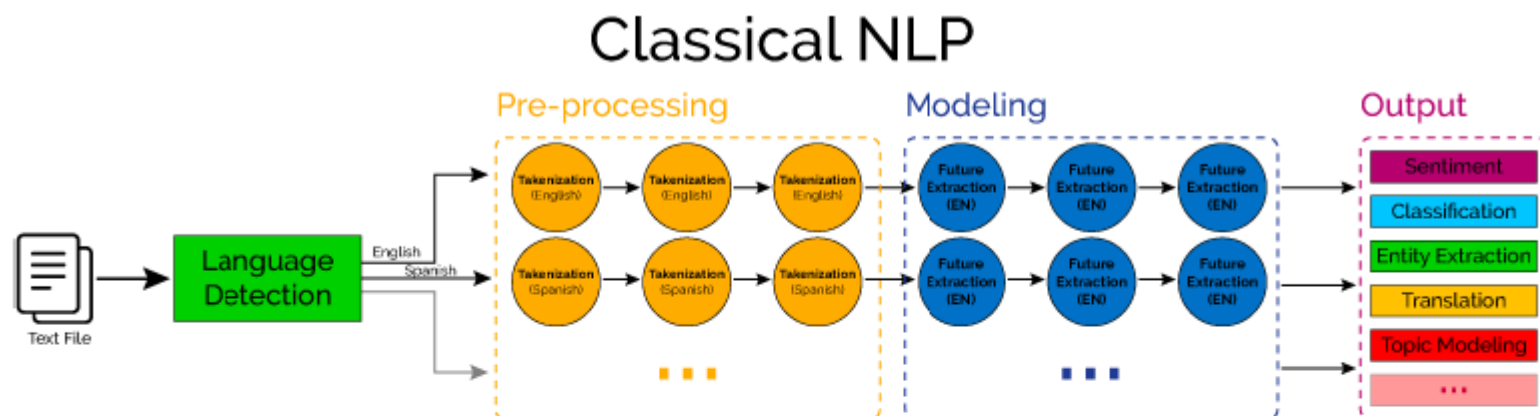 Classical NLP
Pre-processing
Modeling
Output
Text File
Language
Detection
English
Spanish
Takenization
(English)
Takenization
(English)
Takenization
(English)
Future
Extraction
(EN)
Future
Extraction
(EN)
Future
Extraction
(EN)
Takenization
(Spanish)
Takenization
(Spanish)
Takenization
(Spanish)
Future
Extraction
(EN)
Future
Extraction
(EN)
Future
Extraction
(EN)
...
...
Sentiment
Classification
Entity Extraction
Translation
Topic Modeling
...